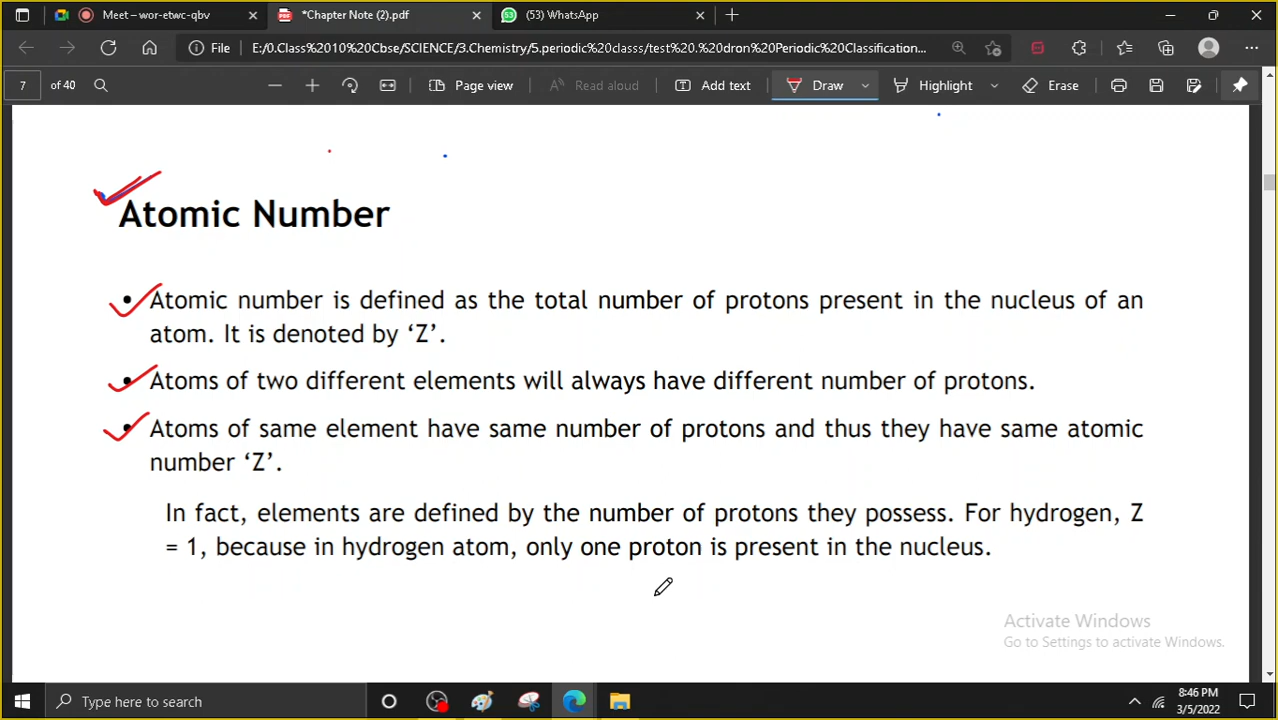 Meet – wor-etwc-qbv
*Chapter Note (2).pdf
(53) WhatsApp
File
E:/0.Class%2010%20Cbse/SCIENCE/3.Chemistry/5.periodic%20classs/test%20.%20dron%20Periodic%20Classification...
7 of 40
Page view
Read aloud
Add text
Draw
Highlight
Erase
Atomic Number
• Atomic number is defined as the total number of protons present in the nucleus of an
atom. It is denoted by ‘Z’.
• Atoms of two different elements will always have different number of protons.
• Atoms of same element have same number of protons and thus they have same atomic
number ‘Z’.
In fact, elements are defined by the number of protons they possess. For hydrogen, Z
= 1, because in hydrogen atom, only one proton is present in the nucleus.
Activate Windows
Go to Settings to activate Windows.
Type here to search
8:46 PM
3/5/2022